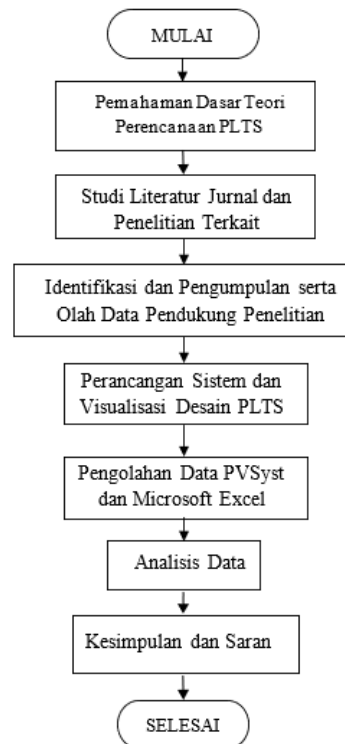 MULAI
Pemahaman Dasar Teori
Perencanaan PLTS
Studi Literatur Jurnal dan
Penelitian Terkait
Identifikasi dan Pengumpulan serta
Olah Data Pendukung Penelitian
Perancangan Sistem dan
Visualisasi Desain PLTS
Pengolahan Data PVSyst
dan Microsoft Excel
Analisis Data
Kesimpulan dan Saran
SELESAI